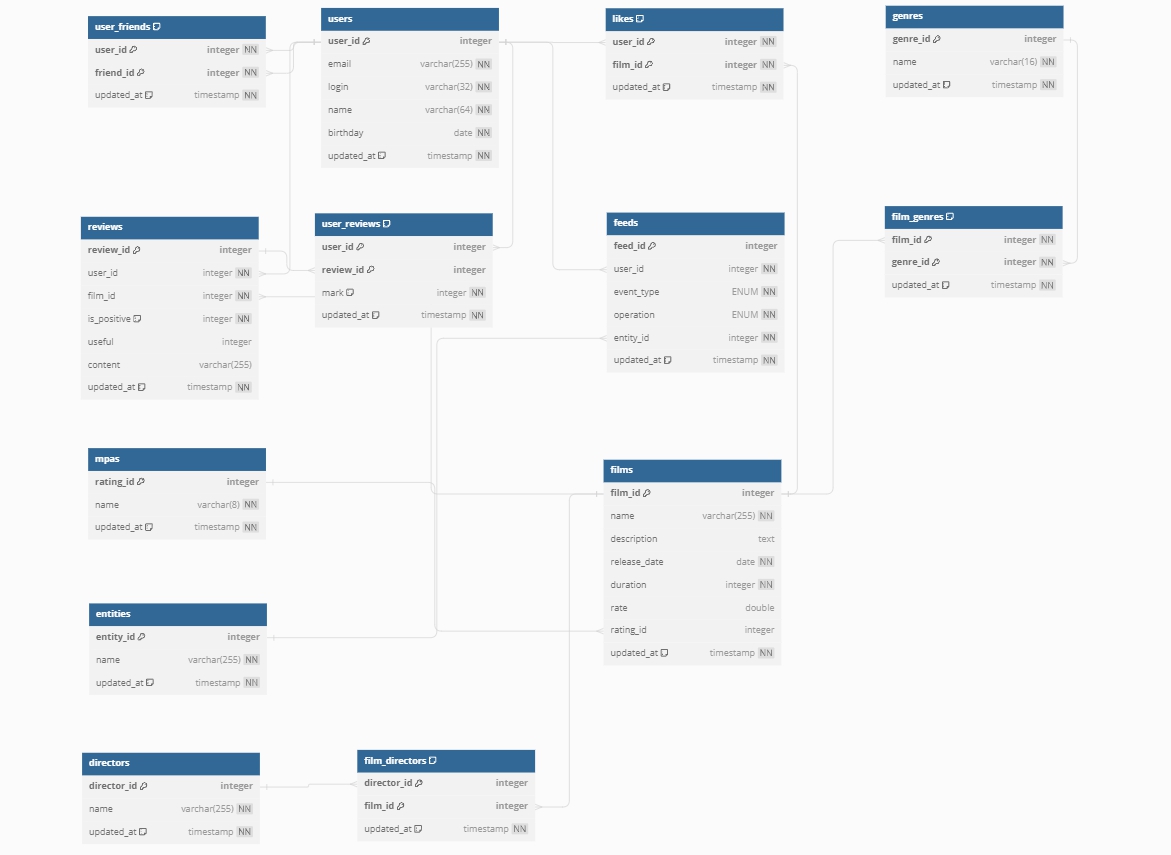 user_friends
user_id integer NN
friend_id integer NN
updated_at timestamp NN
users
user_id integer
email varchar(255) NN
login varchar(32) NN
name varchar(64) NN
birthday date NN
updated_at timestamp NN
likes
user_id integer NN
film_id integer NN
updated_at timestamp NN
genres
genre_id integer
name varchar(16) NN
updated_at timestamp NN
reviews
review_id integer
user_id integer NN
film_id integer NN
is_positive integer NN
useful integer
content varchar(255)
updated_at timestamp NN
user_reviews
user_id integer
review_id integer
mark integer NN
updated_at timestamp NN
feeds
feed_id integer
user_id integer NN
event_type ENUM NN
operation ENUM NN
entity_id integer NN
updated_at timestamp NN
film_genres
film_id integer NN
genre_id integer NN
updated_at timestamp NN
mpas
rating_id integer
name varchar(8) NN
updated_at timestamp NN
films
film_id integer
name varchar(255) NN
description text
release_date date NN
duration integer NN
rate double
rating_id integer
updated_at timestamp NN
entities
entity_id integer
name varchar(255) NN
updated_at timestamp NN
directors
director_id integer
name varchar(255) NN
updated_at timestamp NN
film_directors
director_id integer
film_id integer
updated_at timestamp NN